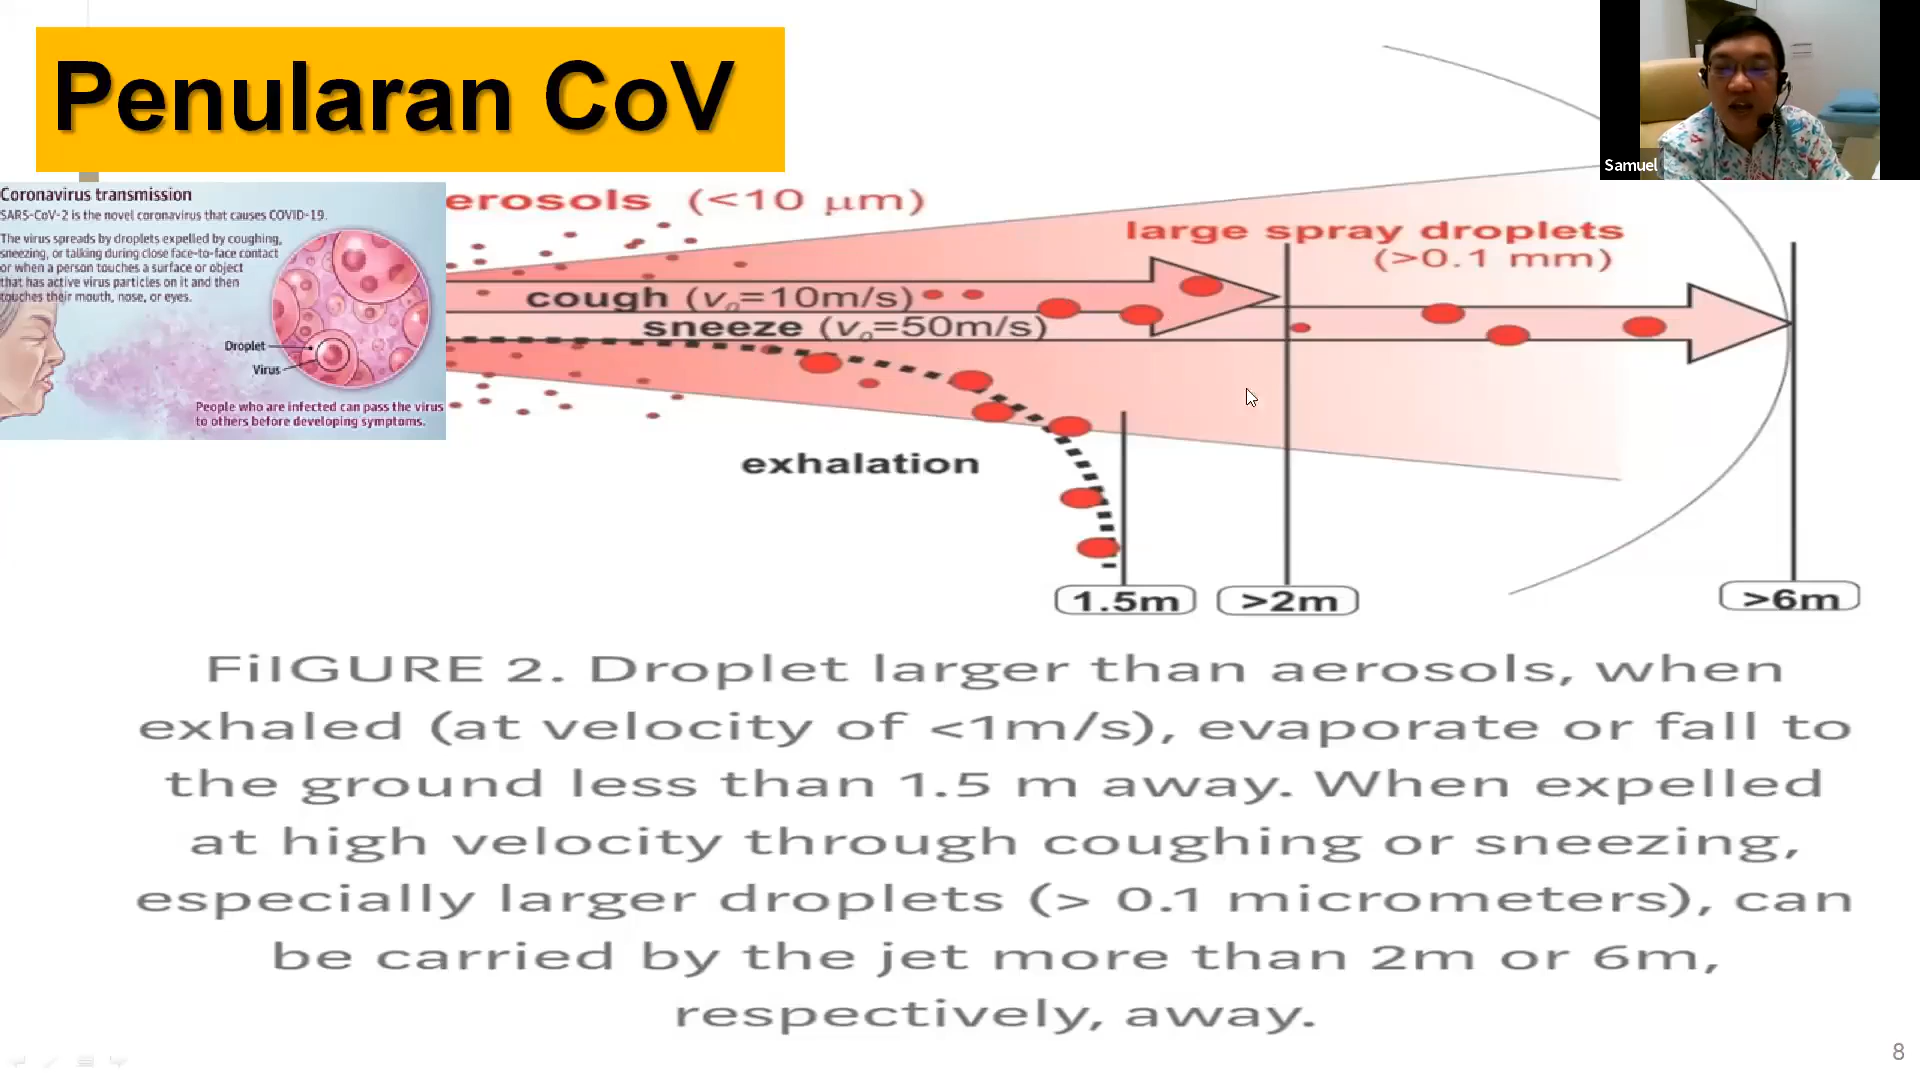 Penularan CoV
Samuel
Coronavirus transmission
SARS-CoV-2 is the novel coronavirus that causes COVID-19.
The virus spreads by droplets expelled by coughing,
sneezing, or talking during close face-to-face contact
or when a person touches a surface or object
that has active virus particles on it and then
touches their mouth, nose, or eyes.
Droplet
Virus
People who are infected can pass the virus
to others before developing symptoms.
erosols (<10 µm)
large spray droplets
(>0.1 mm)
cough (vo=10m/s)
sneeze (vo=50m/s)
exhalation
1.5m
>2m
>6m
FiIGURE 2. Droplet larger than aerosols, when
exhaled (at velocity of <1m/s), evaporate or fall to
the ground less than 1.5 m away. When expelled
at high velocity through coughing or sneezing,
especially larger droplets (> 0.1 micrometers), can
be carried by the jet more than 2m or 6m,
respectively, away.
8